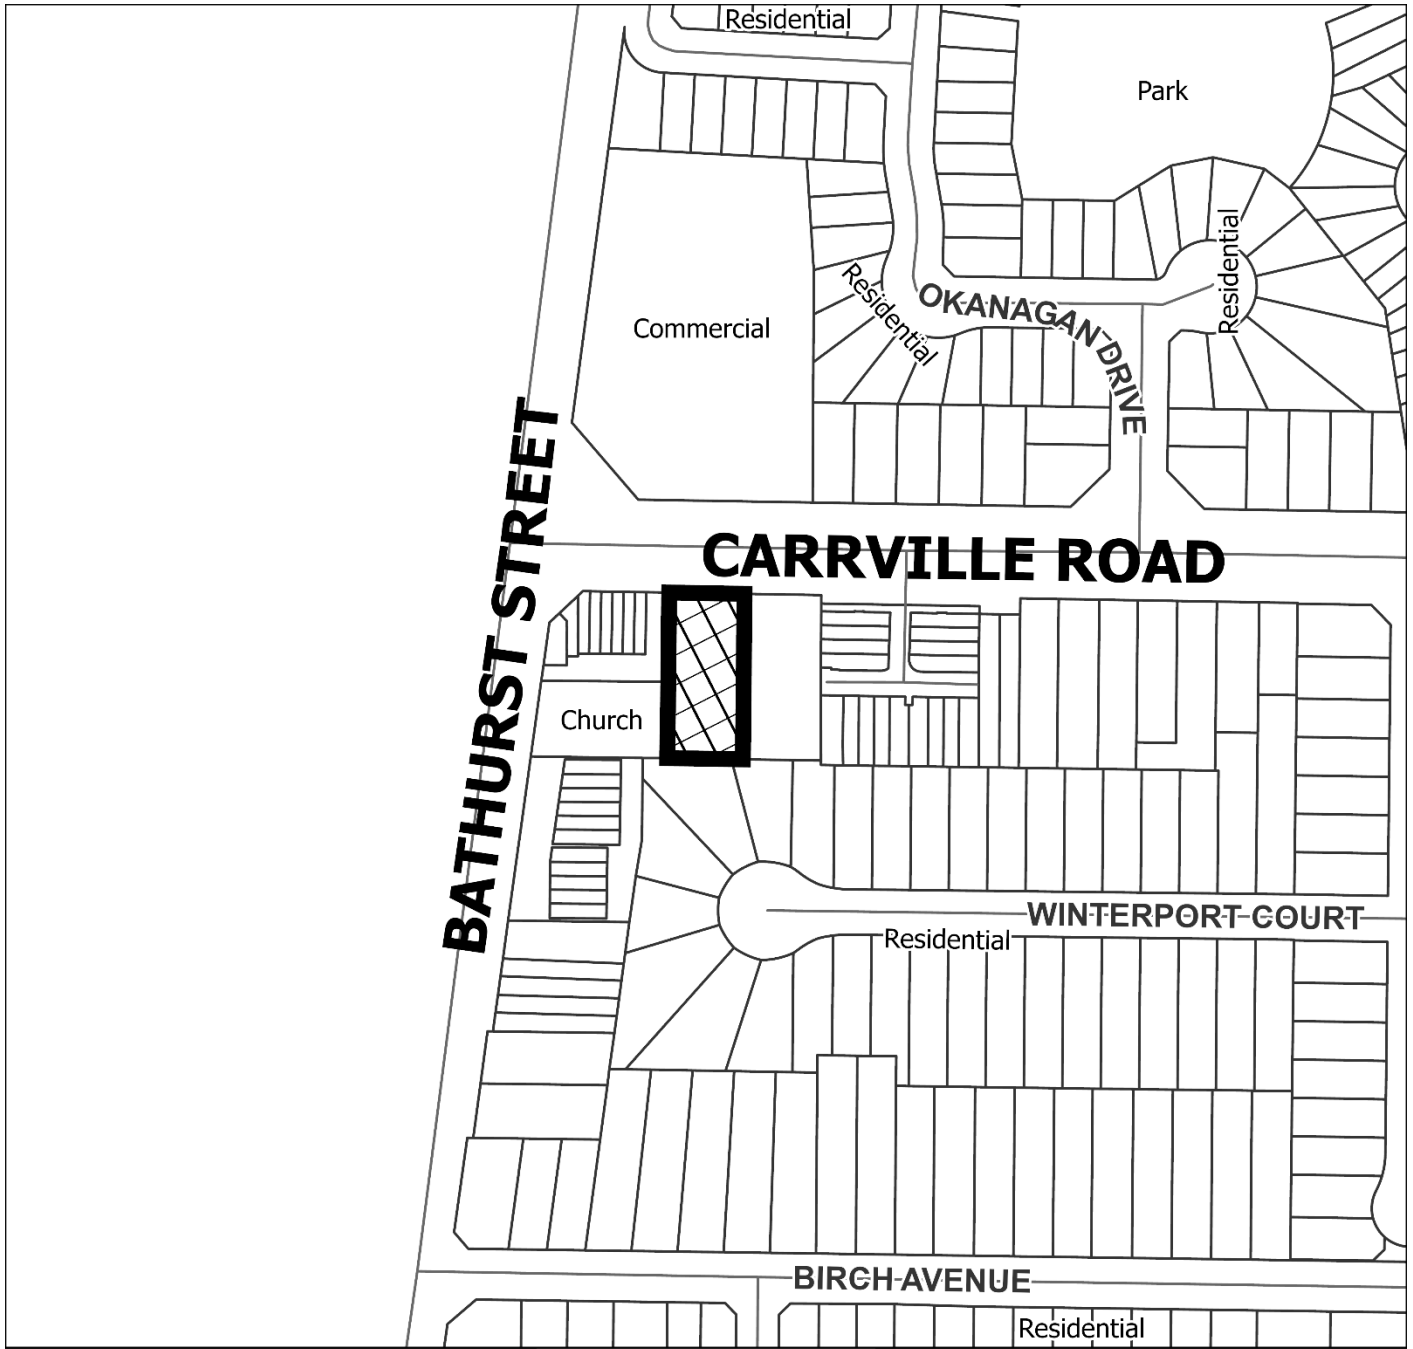 Residential
Park
Residential
Residential
OKANAGAN DRIVE
Commercial
BATHURST STREET
CARRVILLE ROAD
Church
WINTERPORT COURT
Residential
BIRCH AVENUE
Residential